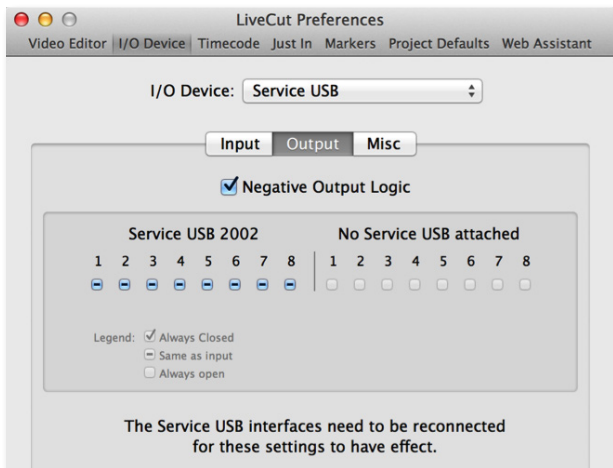 LiveCut Preferences
Video Editor I/O Device Timecode Just In Markers Project Defaults Web Assistant
I/O Device: Service USB
Input Output Misc
Negative Output Logic
Service USB 2002 No Service USB attached
1 2 3 4 5 6 7 8 1 2 3 4 5 6 7 8
Legend: Always Closed
Same as input
Always open
The Service USB interfaces need to be reconnected
for these settings to have effect.